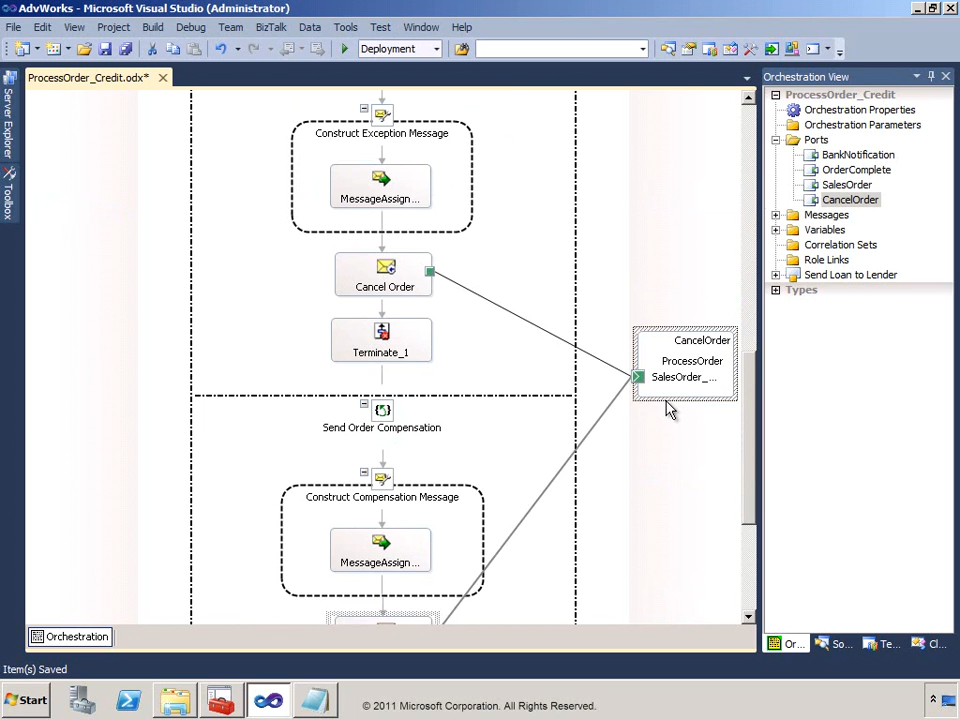 AdvWorks - Microsoft Visual Studio (Administrator)
File Edit View Project Build Debug Team BizTalk Data Tools Test Window Help
Deployment
ProcessOrder_Credit.odx*
Server Explorer
Toolbox
Construct Exception Message
MessageAssign...
Cancel Order
Terminate_1
Send Order Compensation
Construct Compensation Message
MessageAssign...
CancelOrder
ProcessOrder
SalesOrder_...
Orchestration
Orchestration View
ProcessOrder_Credit
Orchestration Properties
Orchestration Parameters
Ports
BankNotification
OrderComplete
SalesOrder
CancelOrder
Messages
Variables
Correlation Sets
Role Links
Send Loan to Lender
Types
Or... So... Te... Cl...
Item(s) Saved
Start
© 2011 Microsoft Corporation. All Rights Reserved.